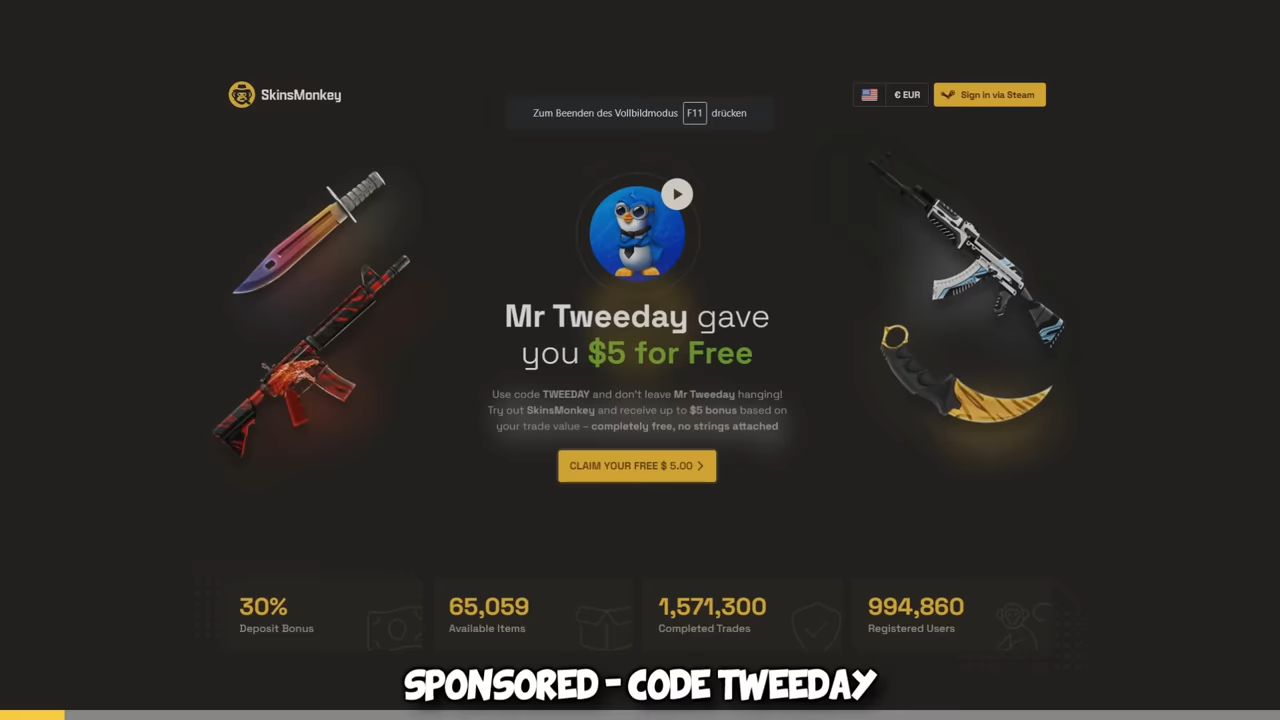 SkinsMonkey
Zum Beenden des Vollbildmodus F11 drücken
€ EUR
Sign in via Steam
Mr Tweeday gave
you $5 for Free
Use code TWEEDAY and don't leave Mr Tweeday hanging!
Try out SkinsMonkey and receive up to $5 bonus based on
your trade value – completely free, no strings attached
CLAIM YOUR FREE $ 5.00
30%
Deposit Bonus
65,059
Available Items
1,571,300
Completed Trades
994,860
Registered Users
SPONSORED - CODE TWEEDAY